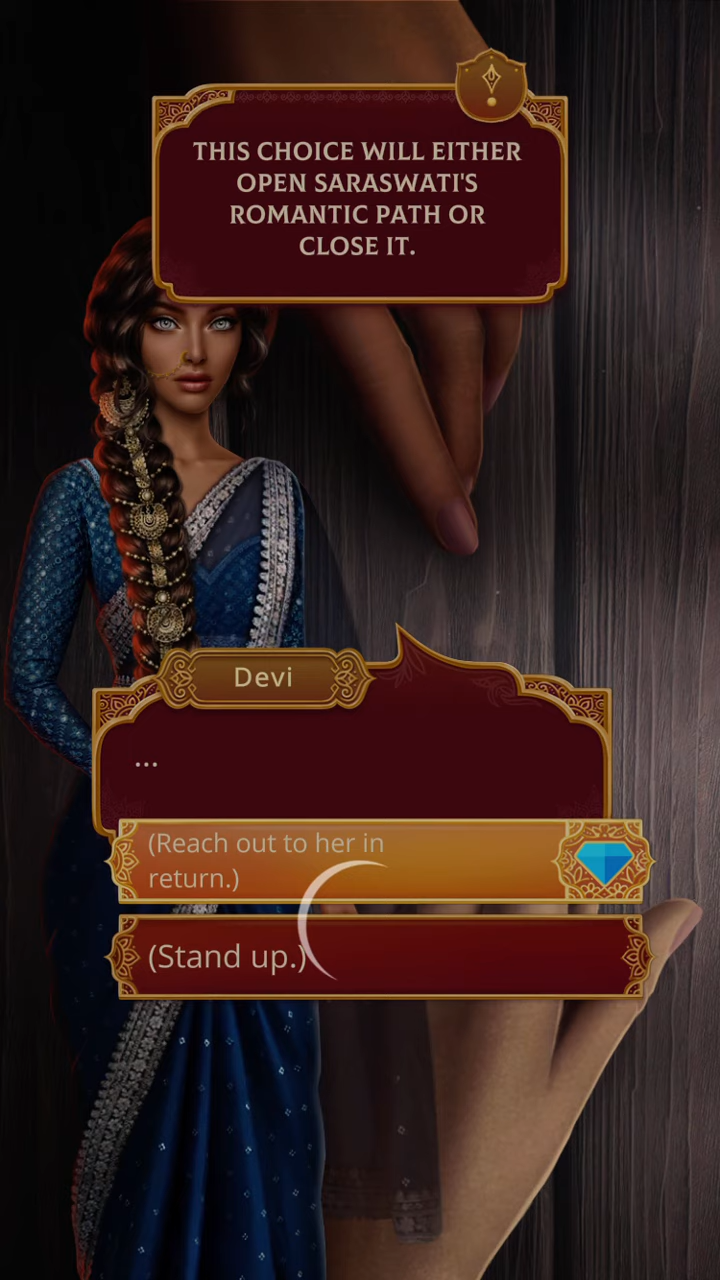 THIS CHOICE WILL EITHER
OPEN SARASWATI'S
ROMANTIC PATH OR
CLOSE IT.
Devi
...
(Reach out to her in
return.)
(Stand up.)